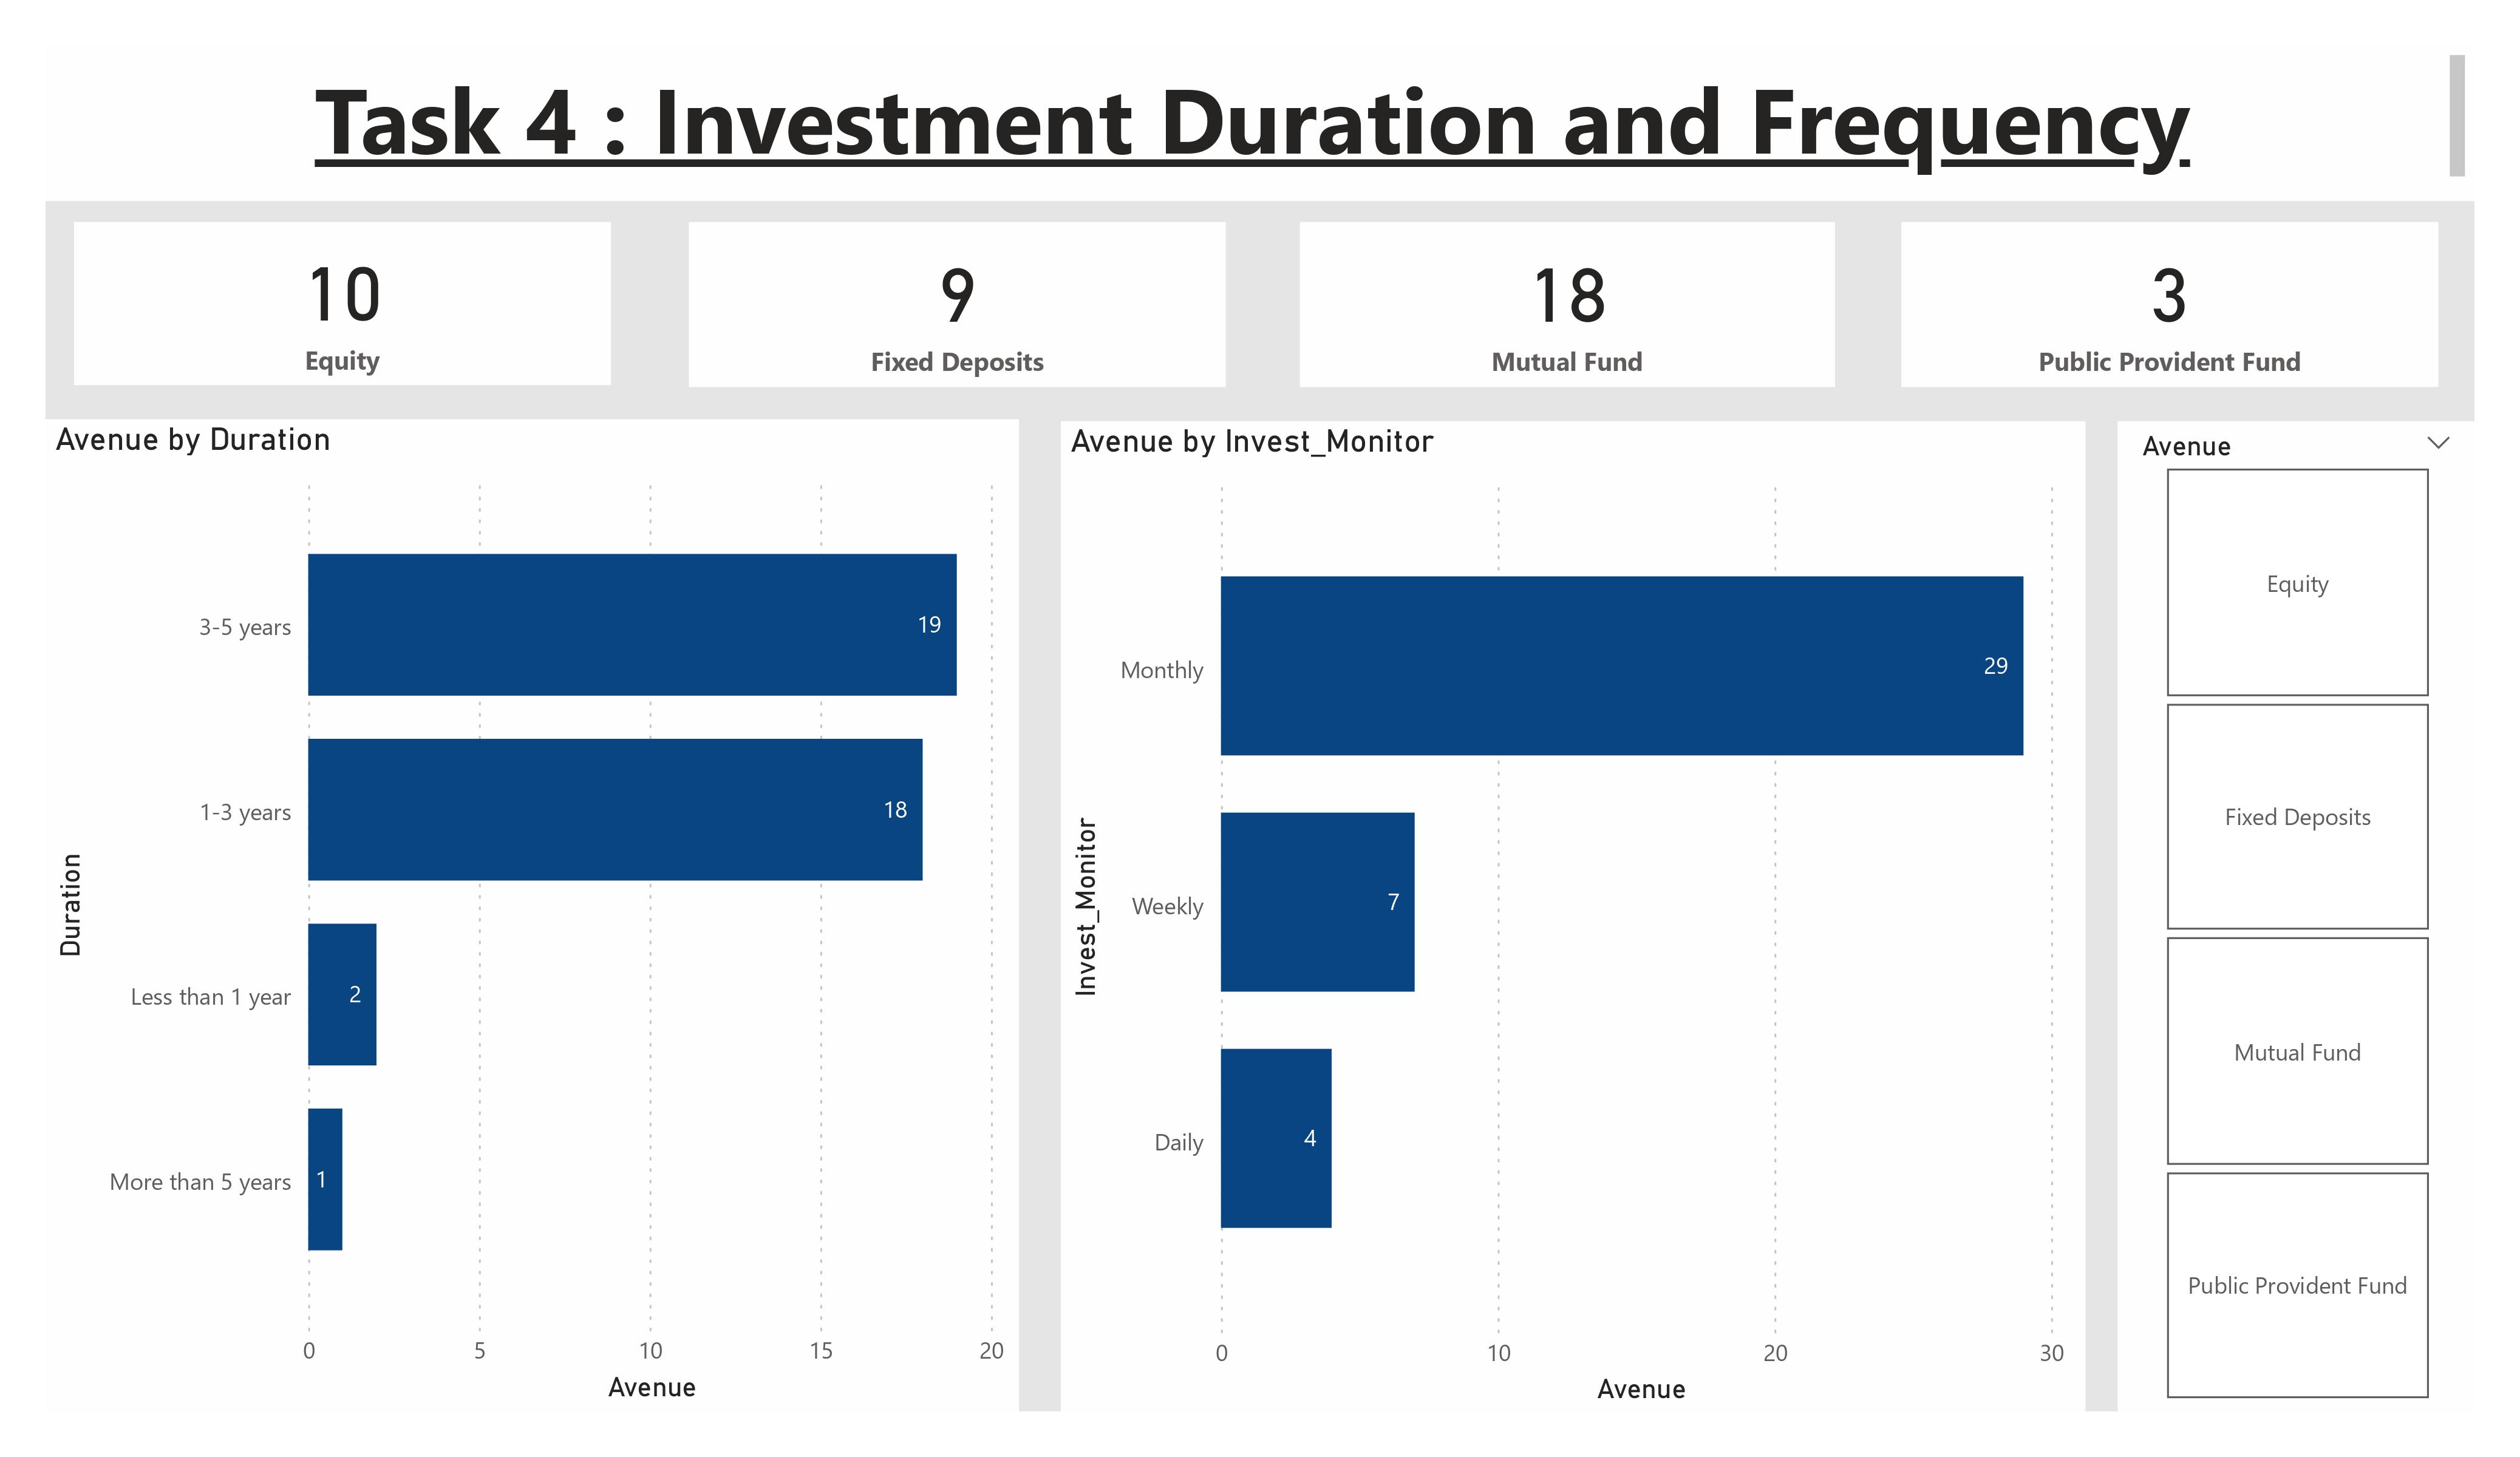 Task 4 : Investment Duration and Frequency
10
Equity
9
Fixed Deposits
18
Mutual Fund
3
Public Provident Fund
Avenue by Duration
Duration
3-5 years
19
1-3 years
18
Less than 1 year
2
More than 5 years
1
0 5 10 15 20
Avenue
Avenue by Invest_Monitor
Invest_Monitor
Monthly
29
Weekly
7
Daily
4
0 10 20 30
Avenue
Avenue
Equity
Fixed Deposits
Mutual Fund
Public Provident Fund